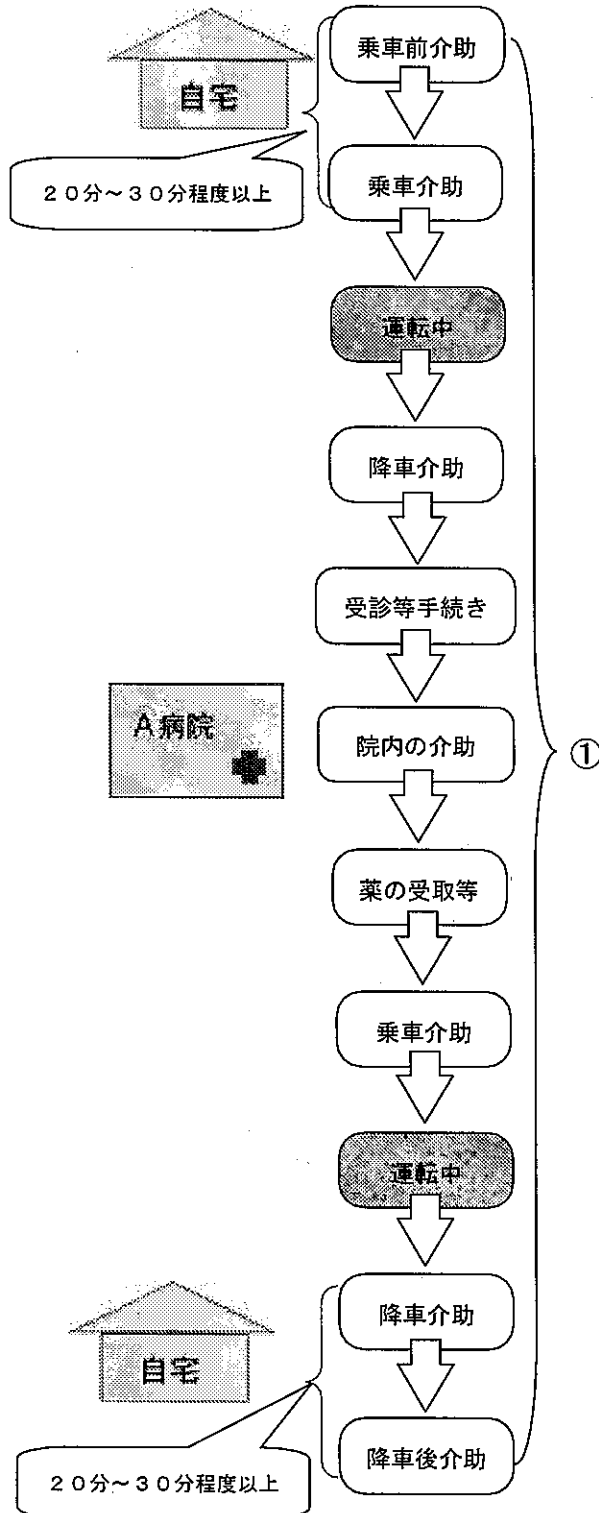 乗車前介助
自宅
20分～30分程度以上
乗車介助
運転中
降車介助
受診等手続き
A病院
院内の介助
①
薬の受取等
乗車介助
運転中
降車介助
自宅
降車後介助
20分～30分程度以上